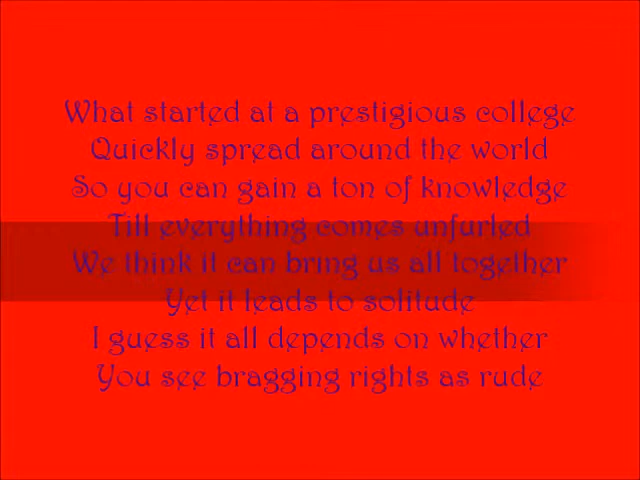 What started at a prestigious college
Quickly spread around the world
So you can gain a ton of knowledge
Till everything comes unfurled
We think it can bring us all together
Yet it leads to solitude
I guess it all depends on whether
You see bragging rights as rude